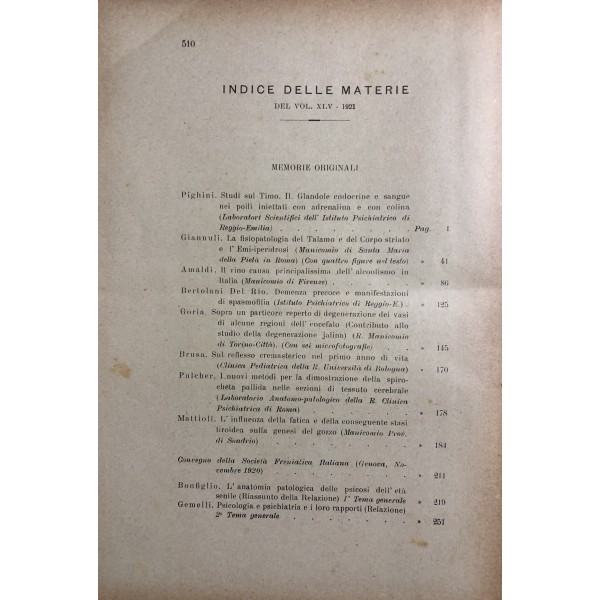 510
INDICE DELLE MATERIE
DEL VOL. XLV - 1921
MEMORIE ORIGINALI
Pighini. Studi sul Timo. II. Glandole endocrine e sangue
nei polli iniettati con adrenalina e con colina
(Laboratori Scientifici dell' Istituto Psichiatrico di
Reggio-Emilia) . . . . . . . . Pag. 1
Giannuli. La fisiopatologia del Talamo e del Corpo striato
e l' Emi-iperidrosi (Manicomio di Santa Maria
della Pietà in Roma) (Con quattro figure nel testo) » 41
Amaldi. Il vino causa principalissima dell' alcoolismo in
Italia (Manicomio di Firenze) . . . . . » 86
Bertolani Del Rio. Demenza precoce e manifestazioni
di spasmofilia (Istituto Psichiatrico di Reggio-E.) . » 125
Goria. Sopra un particore reperto di degenerazione dei vasi
di alcune regioni dell' encefalo (Contributo allo
studio della degenerazione jalina) (R. Manicomio
di Torino-Città). (Con sei microfotografie) . . » 145
Brusa. Sul reflesso cremasterico nel primo anno di vita
(Clinica Pediatrica della R. Università di Bologna) » 170
Pulcher. I nuovi metodi per la dimostrazione della spiro-
cheta pallida nelle sezioni di tessuto cerebrale
(Laboratorio Anatomo-patologico della R. Clinica
Psichiatrica di Roma) . . . . . . » 178
Mattioli. L' influenza della fatica e della conseguente stasi
tiroidea sulla genesi del gozzo (Manicomio Prov.
di Sondrio) . . . . . . . . » 184
Convegno della Società Freniatica Italiana (Genova, No-
vembre 1920) . . . . . . . . » 211
Bonfiglio. L' anatomia patologica delle psicosi dell' età
senile (Riassunto della Relazione) 1° Tema generale » 219
Gemelli. Psicologia e psichiatria e i loro rapporti (Relazione)
2° Tema generale . . . . . . . » 251